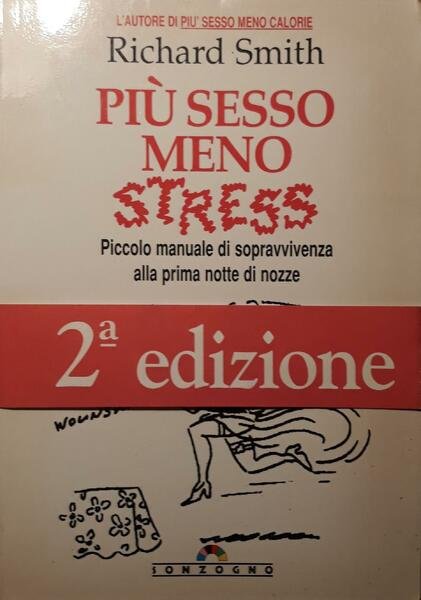 L'AUTORE DI PIU' SESSO MENO CALORIE
Richard Smith
PIÙ SESSO
MENO
STRESS
Piccolo manuale di sopravvivenza
alla prima notte di nozze
2ª edizione
SONZOGNO